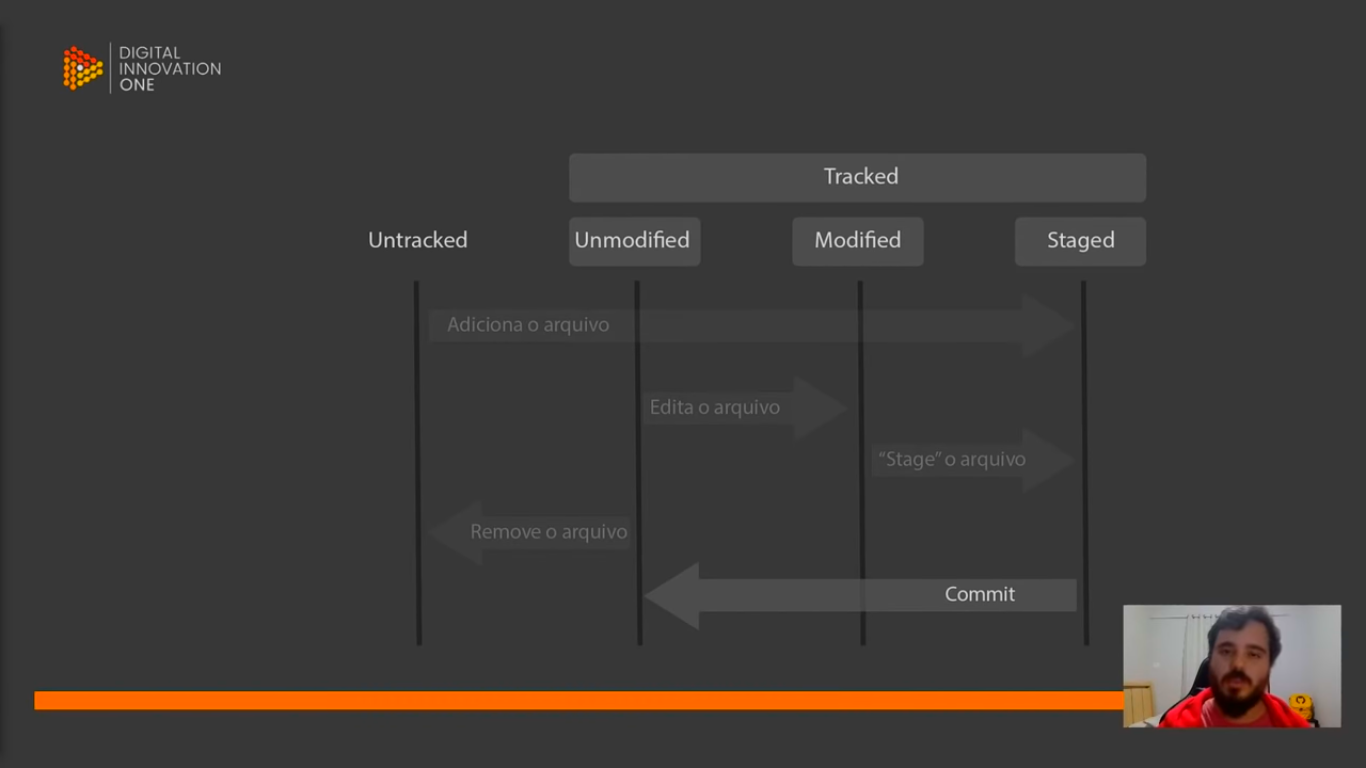 DIGITAL
INNOVATION
ONE
Tracked
Untracked
Unmodified
Modified
Staged
Adiciona o arquivo
Edita o arquivo
“Stage” o arquivo
Remove o arquivo
Commit